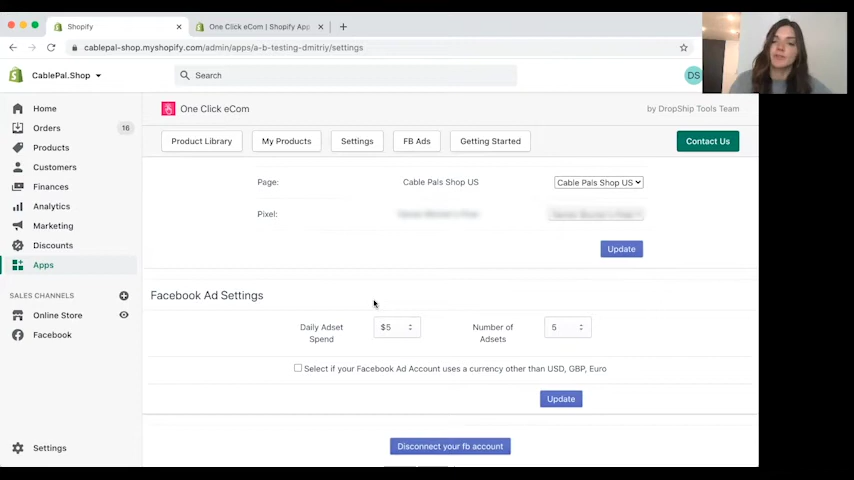 Shopify
One Click eCom | Shopify App
cablepal-shop.myshopify.com/admin/apps/a-b-testing-dmitriy/settings
CablePal.Shop
Search
DS
Home
Orders 16
Products
Customers
Finances
Analytics
Marketing
Discounts
Apps
SALES CHANNELS
Online Store
Facebook
Settings
One Click eCom
by DropShip Tools Team
Product Library
My Products
Settings
FB Ads
Getting Started
Contact Us
Page: Cable Pals Shop US Cable Pals Shop US
Pixel:
Update
Facebook Ad Settings
Daily Adset
Spend
$5
Number of
Adsets
5
Select if your Facebook Ad Account uses a currency other than USD, GBP, Euro
Update
Disconnect your fb account